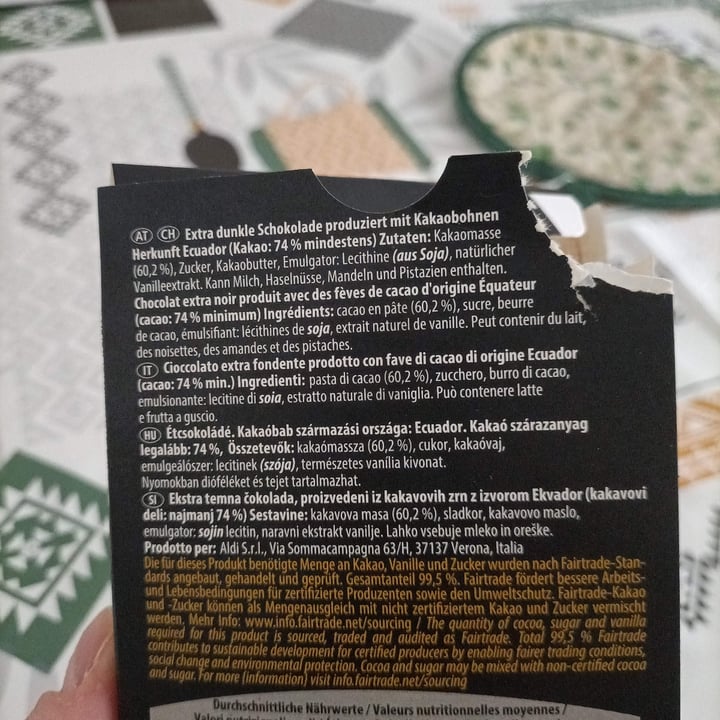 AT CH Extra dunkle Schokolade produziert mit Kakaobohnen
Herkunft Ecuador (Kakao: 74 % mindestens) Zutaten: Kakaomasse
(60,2 %), Zucker, Kakaobutter, Emulgator: Lecithine (aus Soja), natürlicher
Vanilleextrakt. Kann Milch, Haselnüsse, Mandeln und Pistazien enthalten.
Chocolat extra noir produit avec des fèves de cacao d'origine Équateur
(cacao: 74 % minimum) Ingrédients: cacao en pâte (60,2 %), sucre, beurre
de cacao, émulsifiant: lécithines de soja, extrait naturel de vanille. Peut contenir du lait,
des noisettes, des amandes et des pistaches.
IT Cioccolato extra fondente prodotto con fave di cacao di origine Ecuador
(cacao: 74 % min.) Ingredienti: pasta di cacao (60,2 %), zucchero, burro di cacao,
emulsionante: lecitine di soia, estratto naturale di vaniglia. Può contenere latte
e frutta a guscio.
HU Étcsokoládé. Kakaóbab származási országa: Ecuador. Kakaó szárazanyag
legalább: 74 %, Összetevők: kakaómassza (60,2 %), cukor, kakaóvaj,
emulgeálószer: lecitinek (szója), természetes vanília kivonat.
Nyomokban dióféléket és tejet tartalmazhat.
SI Ekstra temna čokolada, proizvedeni iz kakavovih zrn z izvorom Ekvador (kakavovi
deli: najmanj 74 %) Sestavine: kakavova masa (60,2 %), sladkor, kakavovo maslo,
emulgator: sojin lecitin, naravni ekstrakt vanilje. Lahko vsebuje mleko in oreške.
Prodotto per: Aldi S.r.l., Via Sommacampagna 63/H, 37137 Verona, Italia
Die für dieses Produkt benötigte Menge an Kakao, Vanille und Zucker wurden nach Fairtrade-Stan-
dards angebaut, gehandelt und geprüft. Gesamtanteil 99,5 %. Fairtrade fördert bessere Arbeits-
und Lebensbedingungen für zertifizierte Produzenten sowie den Umweltschutz. Fairtrade-Kakao
und -Zucker können als Mengenausgleich mit nicht zertifiziertem Kakao und Zucker vermischt
werden. Mehr Info: www.info.fairtrade.net/sourcing / The quantity of cocoa, sugar and vanilla
required for this product is sourced, traded and audited as Fairtrade. Total 99,5 % Fairtrade
contributes to sustainable development for certified producers by enabling fairer trading conditions,
social change and environmental protection. Cocoa and sugar may be mixed with non-certified cocoa
and sugar. For more (information) visit info.fairtrade.net/sourcing
Durchschnittliche Nährwerte / Valeurs nutritionnelles moyennes /